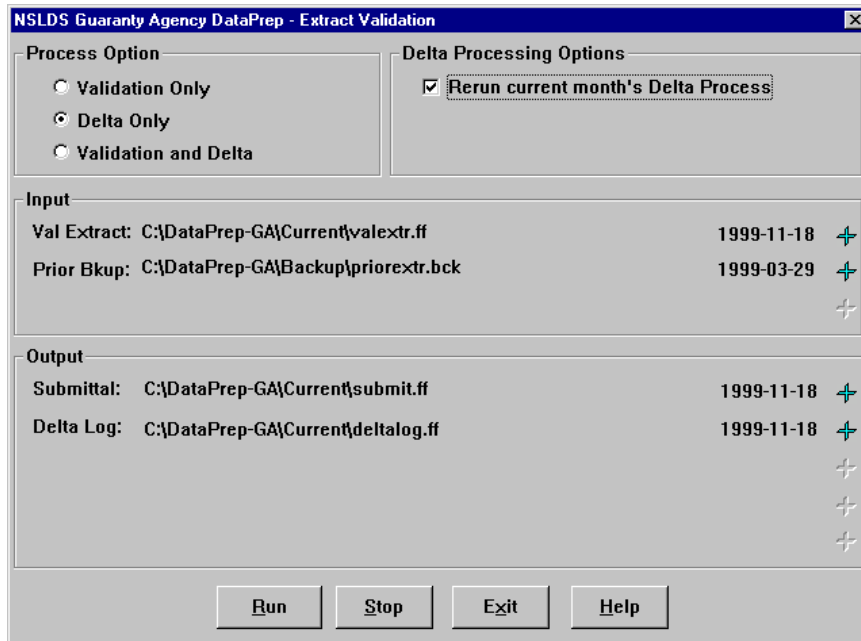 NSLDS Guaranty Agency DataPrep - Extract Validation
Process Option
Validation Only
Delta Only
Validation and Delta
Delta Processing Options
Rerun current month's Delta Process
Input
Val Extract: C:\DataPrep-GA\Current\valextr.ff 1999-11-18
Prior Bkup: C:\DataPrep-GA\Backup\priorextr.bck 1999-03-29
Output
Submittal: C:\DataPrep-GA\Current\submit.ff 1999-11-18
Delta Log: C:\DataPrep-GA\Current\deltalog.ff 1999-11-18
Run Stop Exit Help